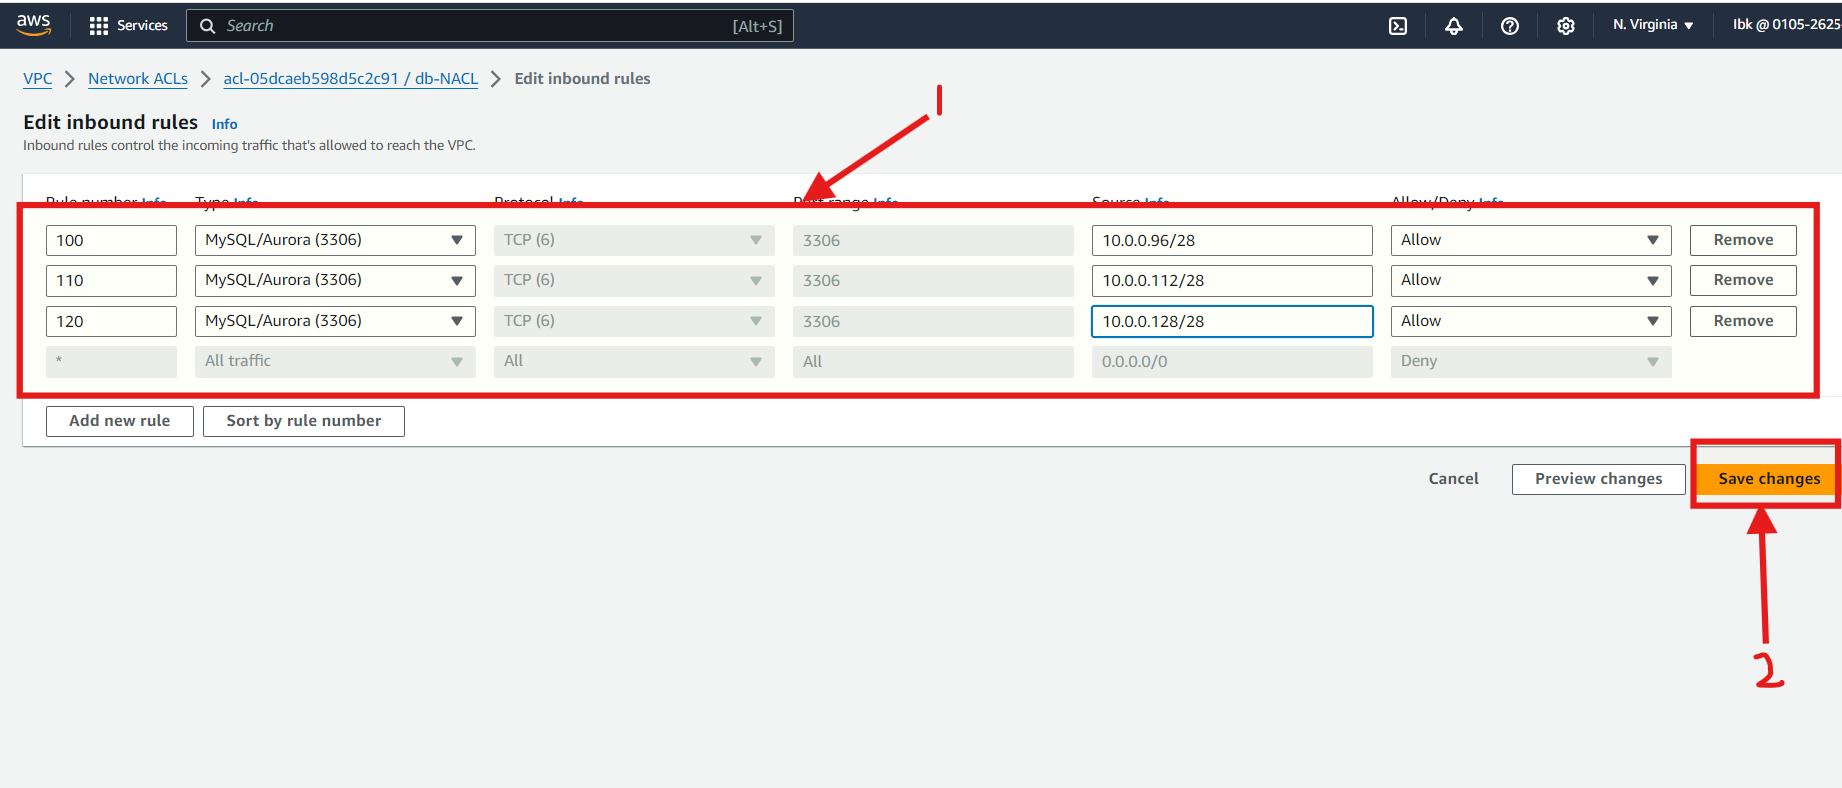 aws Services Search [Alt+S] N. Virginia Ibk @ 0105-2625
VPC Network ACLs acl-05dcaeb598d5c2c91 / db-NACL Edit inbound rules
1
Edit inbound rules Info
Inbound rules control the incoming traffic that's allowed to reach the VPC.
Rule number Info Type Info Protocol Info Port range Info Source Info Allow/Deny Info
100 MySQL/Aurora (3306) TCP (6) 3306 10.0.0.96/28 Allow Remove
110 MySQL/Aurora (3306) TCP (6) 3306 10.0.0.112/28 Allow Remove
120 MySQL/Aurora (3306) TCP (6) 3306 10.0.0.128/28 Allow Remove
* All traffic All All 0.0.0.0/0 Deny
Add new rule Sort by rule number
Cancel Preview changes Save changes
2